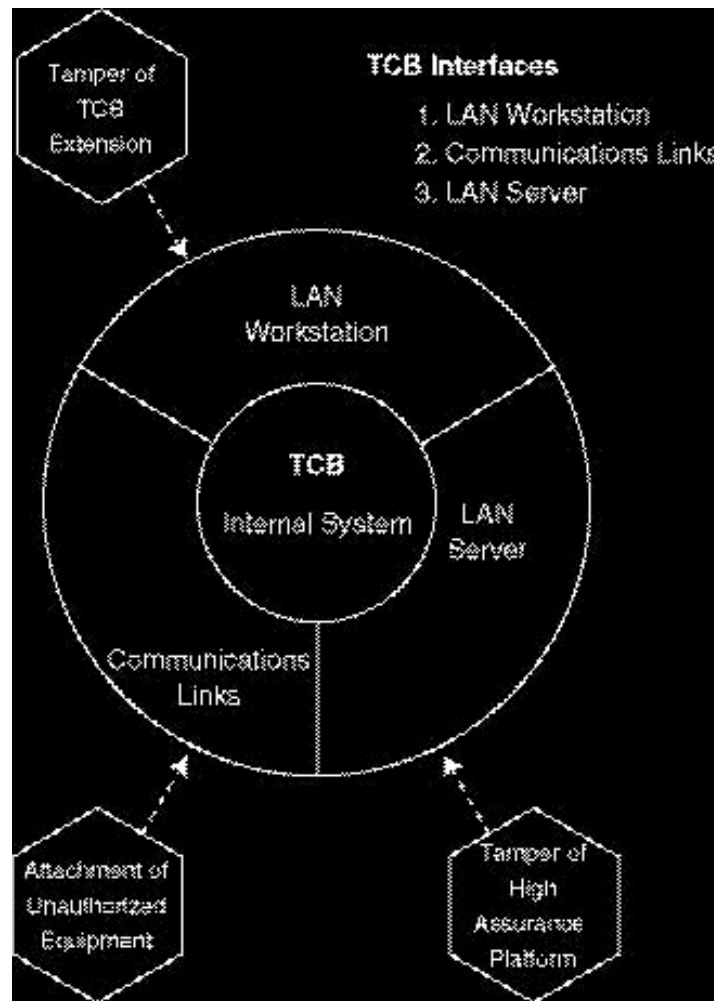 Tamper of
TCB
Extension
TCB Interfaces
1. LAN Workstation
2. Communications Links
3. LAN Server
LAN
Workstation
TCB
Internal System
LAN
Server
Communications
Links
Attachment of
Unauthorized
Equipment
Tamper of
High
Assurance
Platform